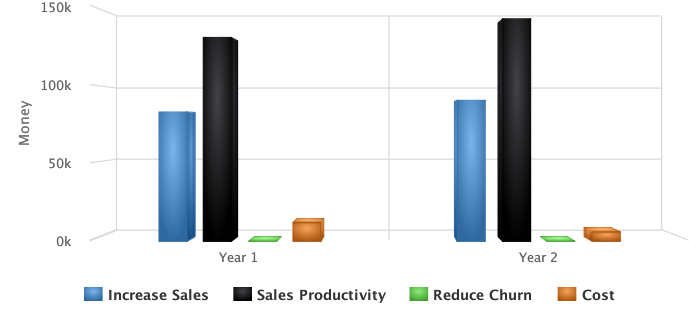 150k
100k
50k
0k
Money
Year 1
Year 2
Increase Sales
Sales Productivity
Reduce Churn
Cost